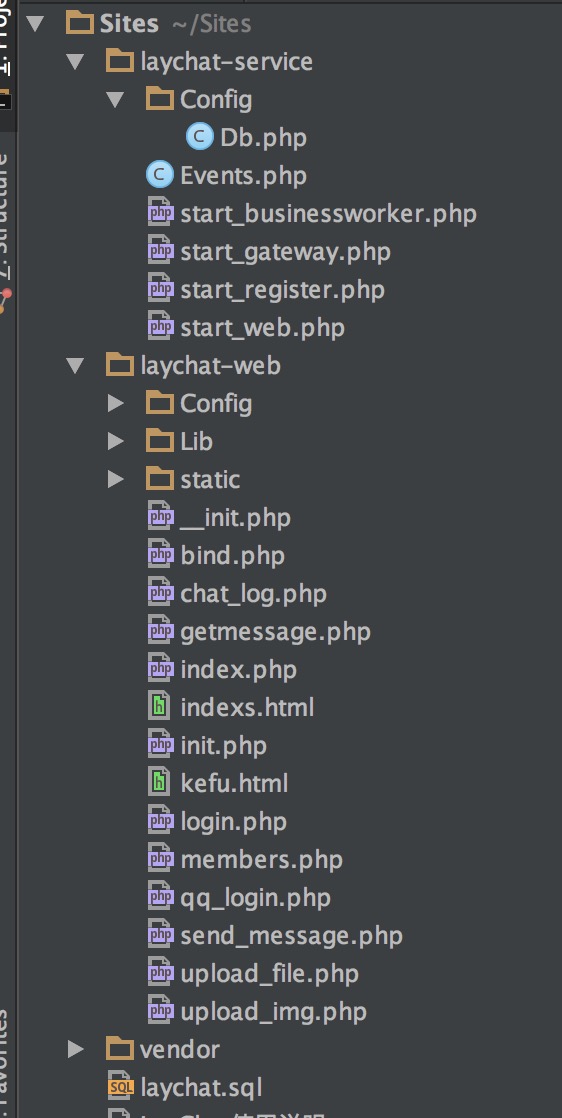 1: Proje
Sites ~/Sites
laychat-service
Config
Db.php
Events.php
start_businessworker.php
start_gateway.php
start_register.php
start_web.php
laychat-web
Config
Lib
static
__init.php
bind.php
chat_log.php
getmessage.php
index.php
indexs.html
init.php
kefu.html
login.php
members.php
qq_login.php
send_message.php
upload_file.php
upload_img.php
vendor
laychat.sql
Z: Structure
Favorites